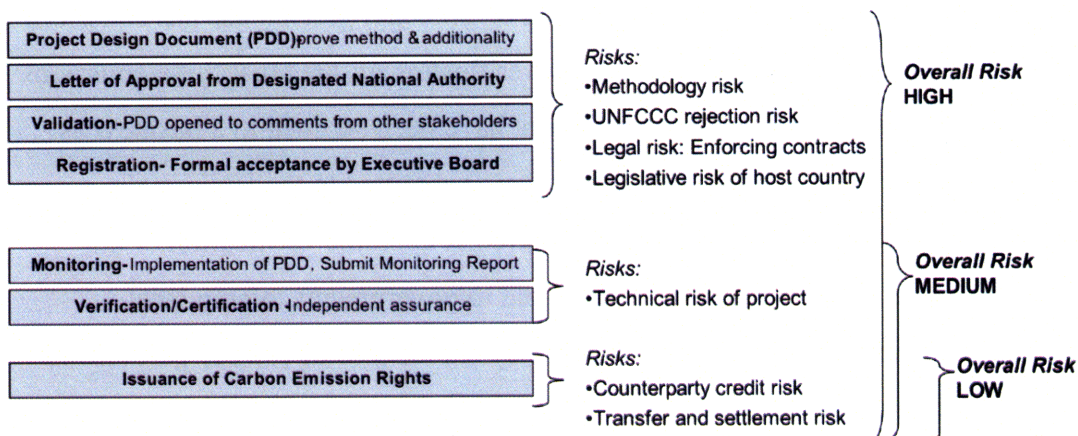 Project Design Document (PDD)-prove method & additionality
Letter of Approval from Designated National Authority
Validation-PDD opened to comments from other stakeholders
Registration- Formal acceptance by Executive Board
Risks:
•Methodology risk
•UNFCCC rejection risk
•Legal risk: Enforcing contracts
•Legislative risk of host country
Overall Risk
HIGH
Monitoring-Implementation of PDD, Submit Monitoring Report
Verification/Certification -Independent assurance
Risks:
•Technical risk of project
Overall Risk
MEDIUM
Issuance of Carbon Emission Rights
Risks:
•Counterparty credit risk
•Transfer and settlement risk
Overall Risk
LOW